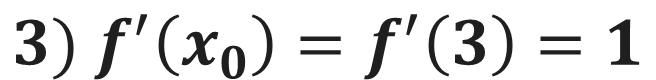 3) f′(x₀) = f′(3) = 1